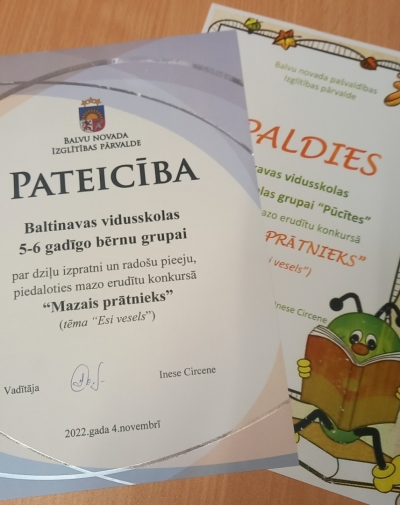 BALVU NOVADA
IZGLĪTĪBAS PĀRVALDE
PATEICĪBA
Baltinavas vidusskolas
5-6 gadīgo bērnu grupai
par dziļu izpratni un radošu pieeju,
piedaloties mazo erudītu konkursā
“Mazais prātnieks”
(tēma “Esi vesels”)
Vadītāja
Inese Circene
2022.gada 4.novembrī
Balvu novada pašvaldības
Izglītības pārvalde
PALDIES
vidusskolas
grupai “Pūcītes”
mazo erudītu konkursā
PRĀTNIEKS”
vesels”)
Inese Circene